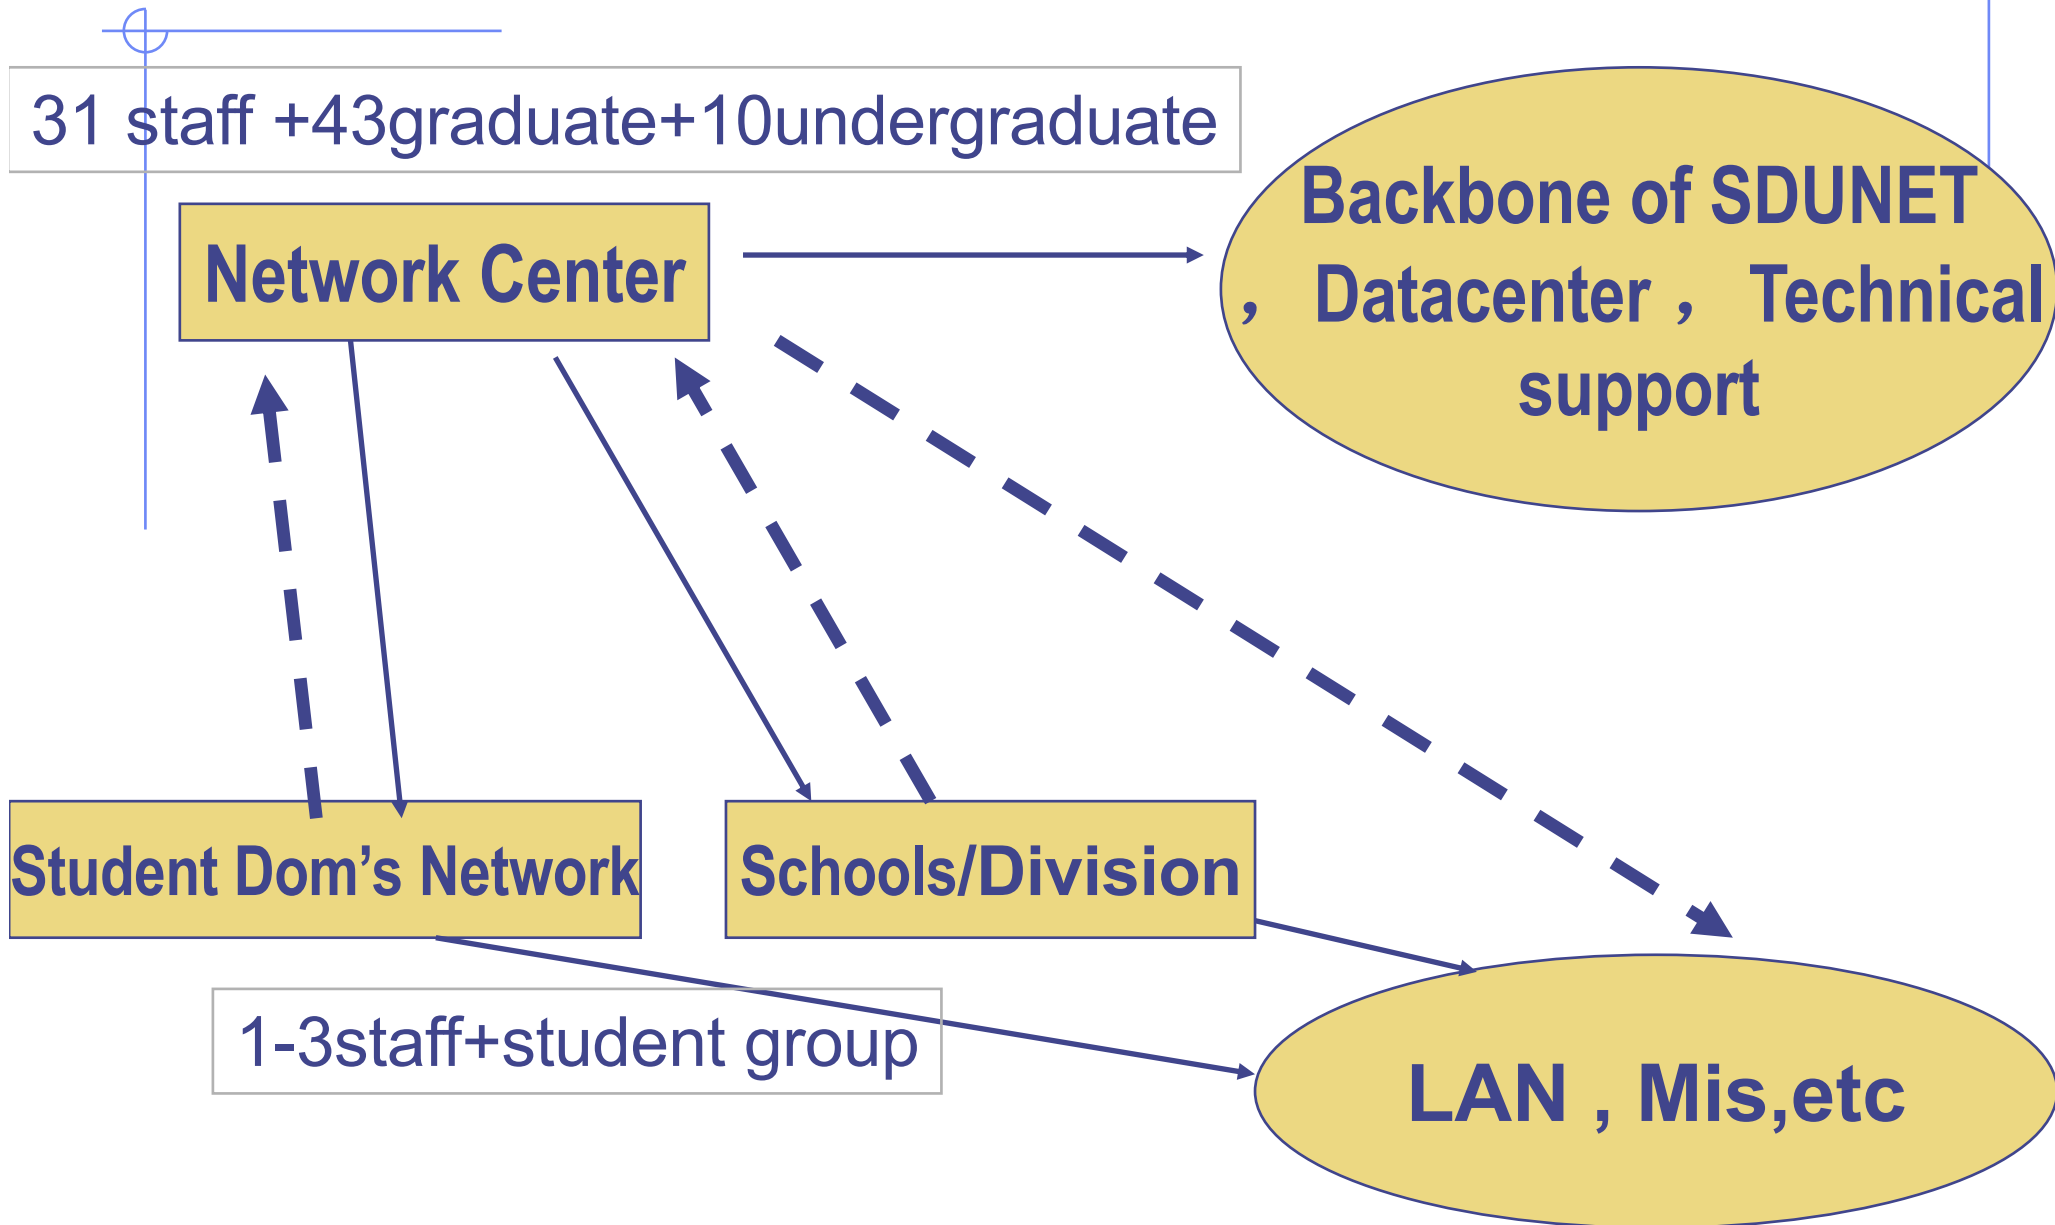 31 staff +43graduate+10undergraduate
Network Center
Backbone of SDUNET
， Datacenter ， Technical
support
Student Dom’s Network
Schools/Division
1-3staff+student group
LAN , Mis,etc